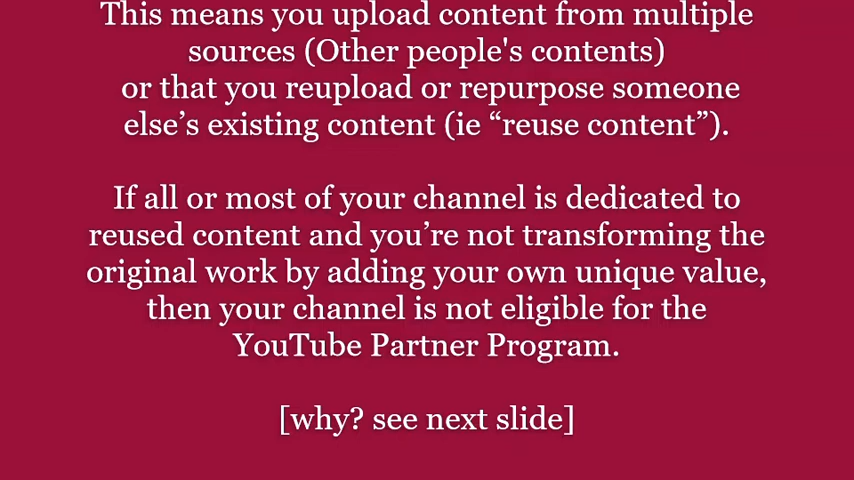 This means you upload content from multiple
sources (Other people's contents)
or that you reupload or repurpose someone
else’s existing content (ie “reuse content”).
If all or most of your channel is dedicated to
reused content and you’re not transforming the
original work by adding your own unique value,
then your channel is not eligible for the
YouTube Partner Program.
[why? see next slide]